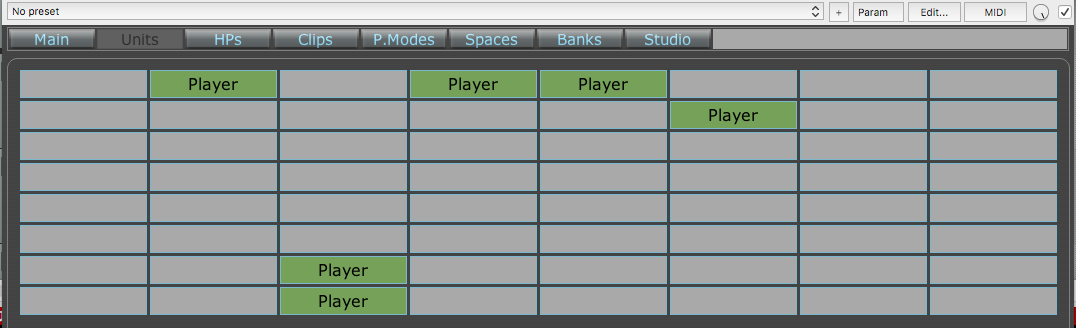 No preset + Param Edit... MIDI
Main Units HPs Clips P.Modes Spaces Banks Studio
Player Player Player
Player
Player
Player